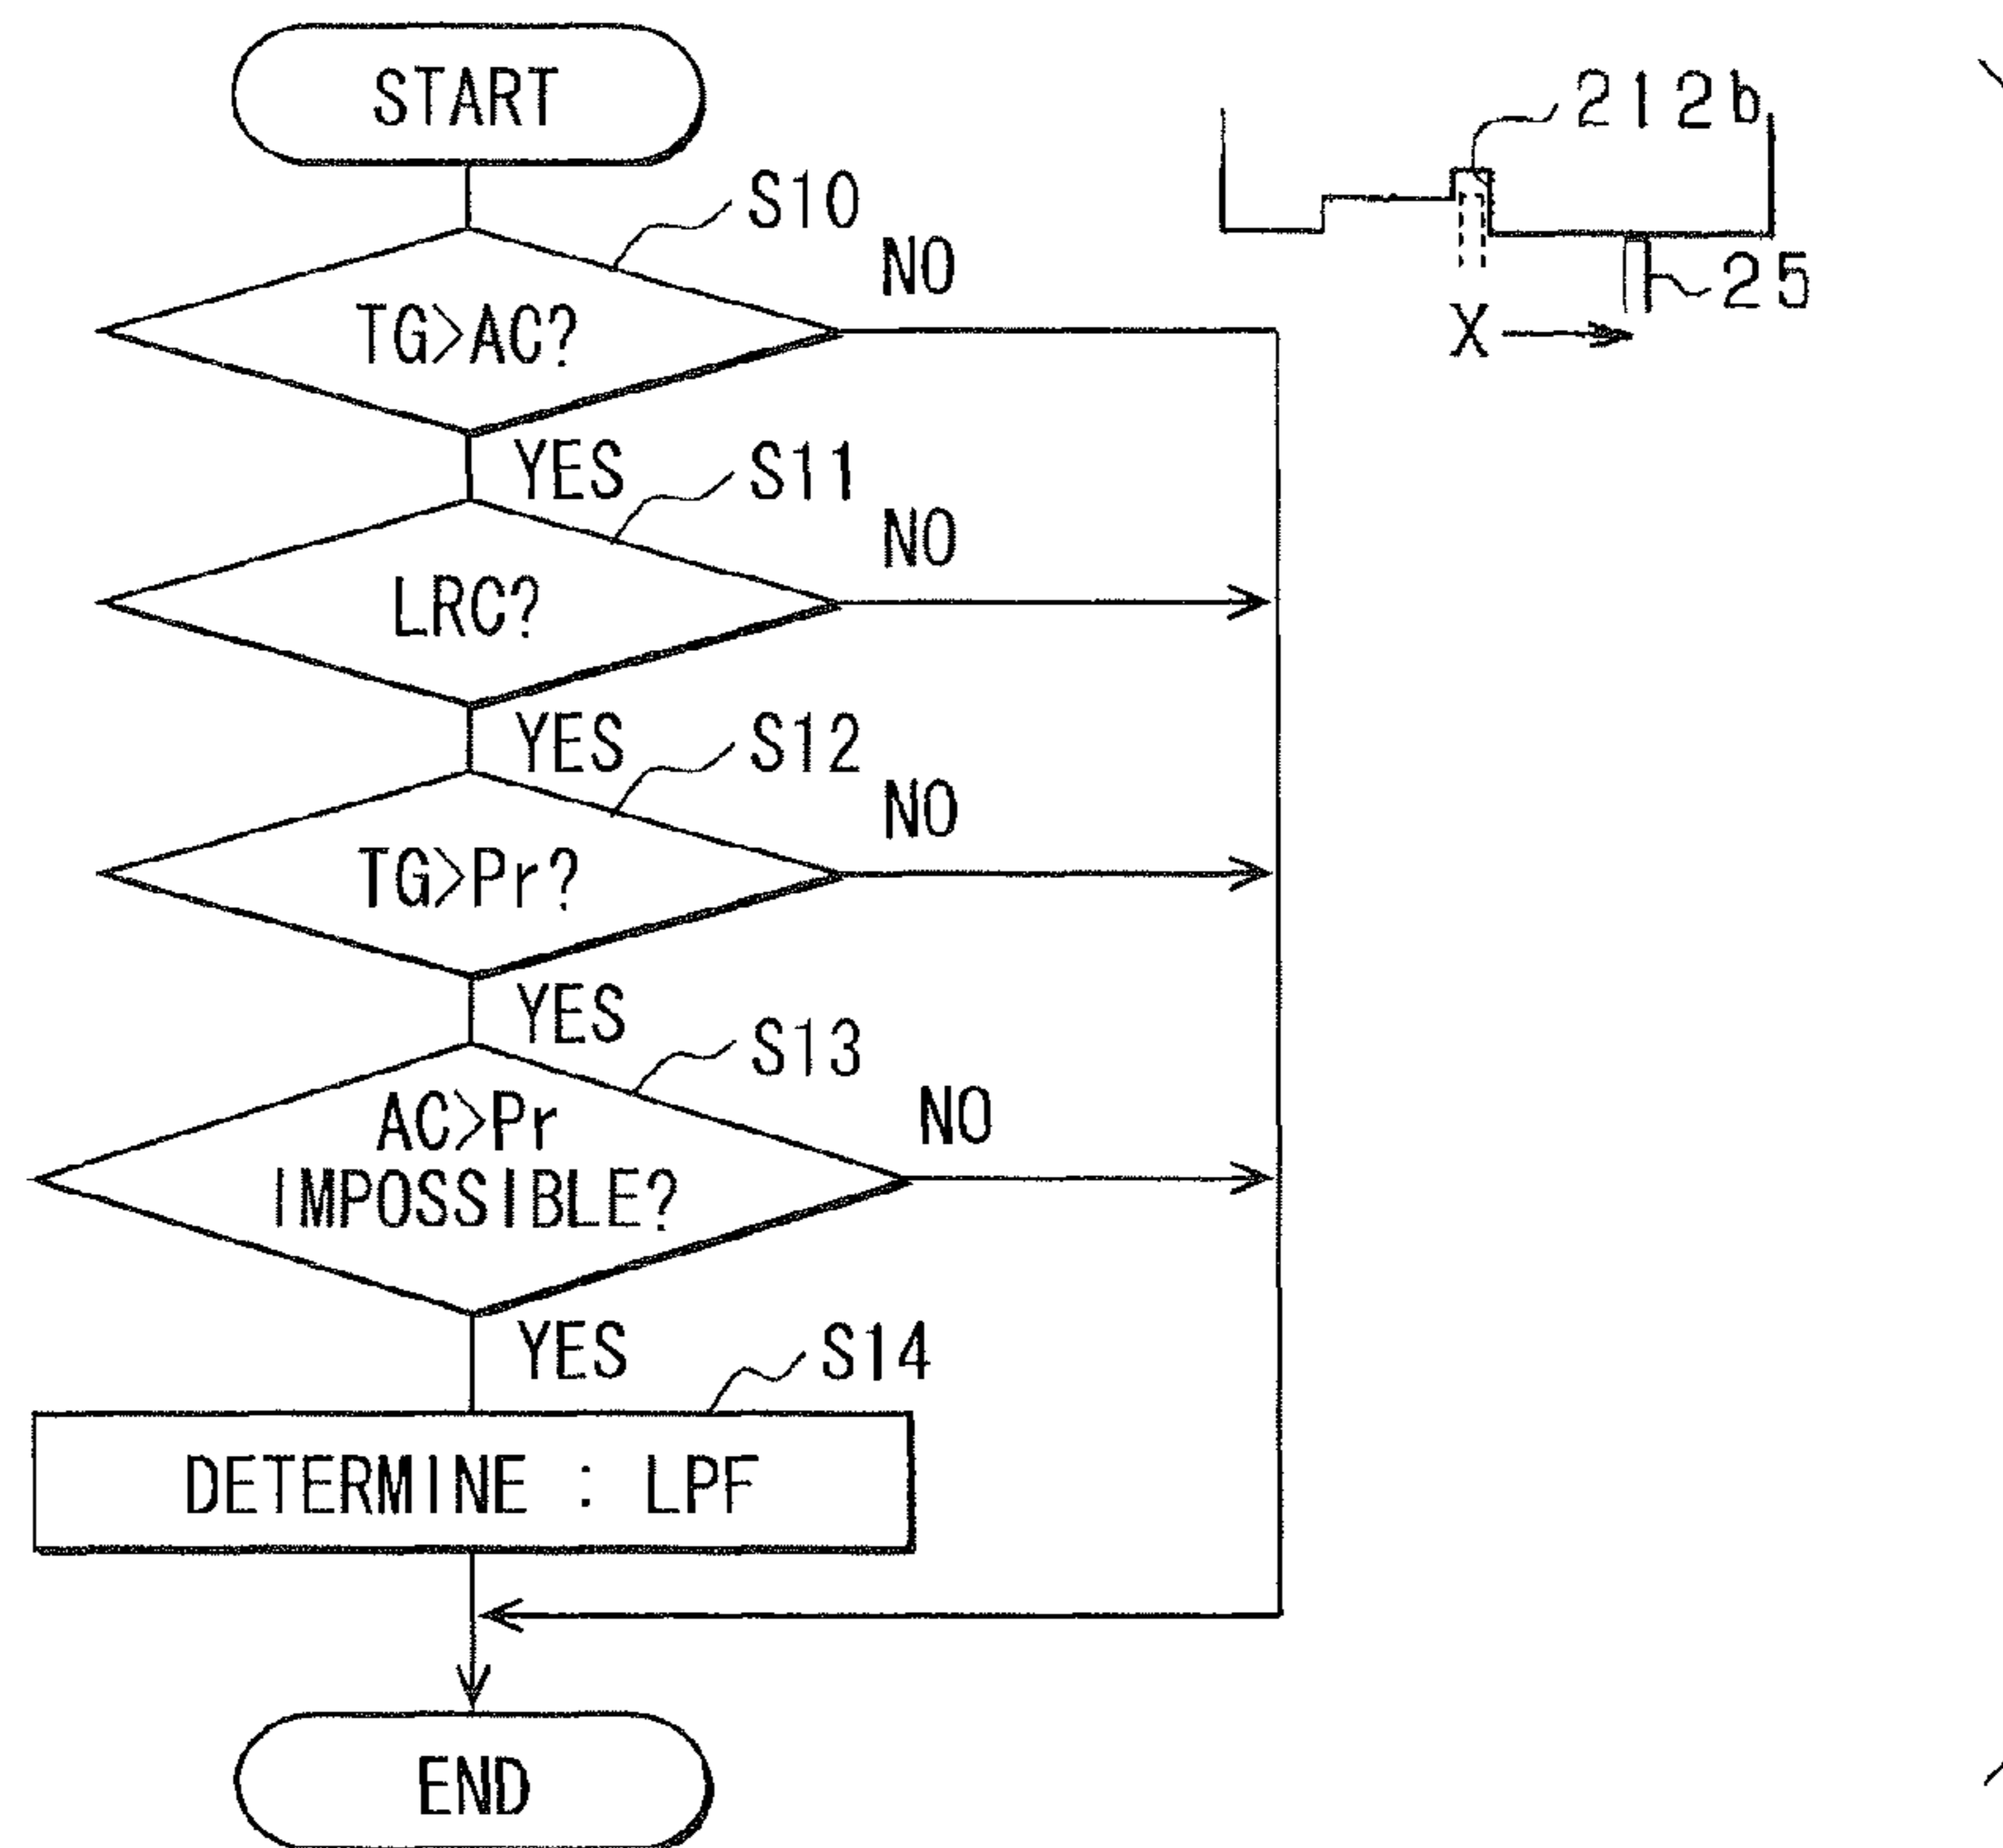 START
212b
S10
NO
25
TG>AC?
X
YES
S11
NO
LRC?
YES
S12
NO
TG>Pr?
YES
S13
NO
AC>Pr
IMPOSSIBLE?
YES
S14
DETERMINE : LPF
END